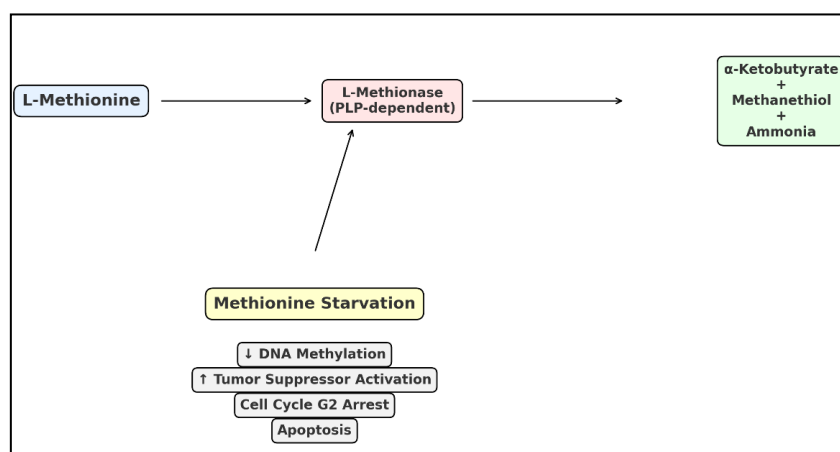 L-Methionine
L-Methionase
(PLP-dependent)
α-Ketobutyrate
+
Methanethiol
+
Ammonia
Methionine Starvation
↓ DNA Methylation
↑ Tumor Suppressor Activation
Cell Cycle G2 Arrest
Apoptosis